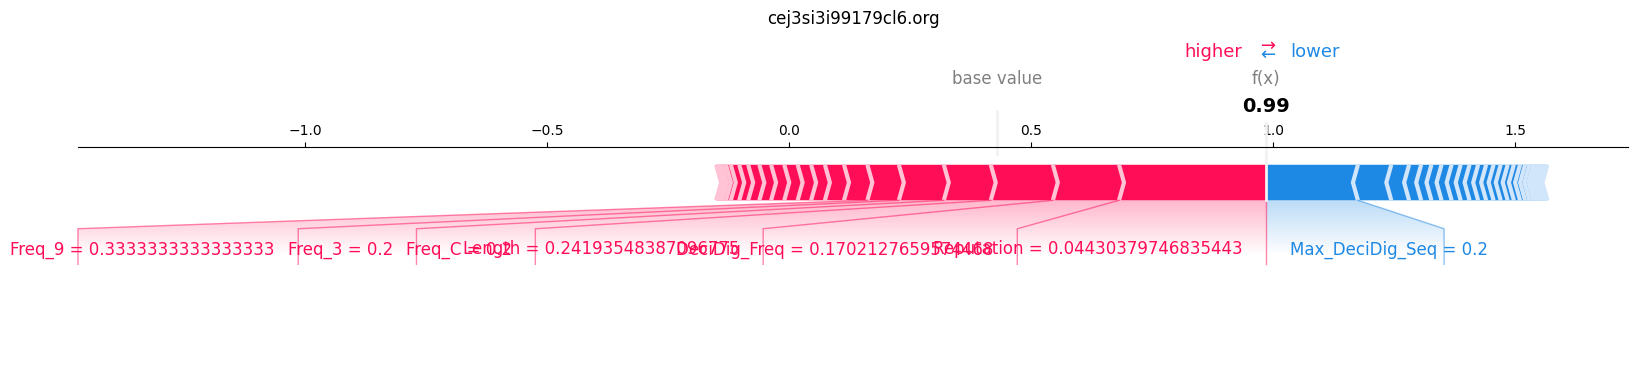 cej3si3i99179cl6.org
higher → ← lower
base value f(x)
0.99
−1.0 −0.5 0.0 0.5 1.0 1.5
Freq_9 = 0.3333333333333333 Freq_3 = 0.2 Freq_C = 0.2 Length = 0.24193548387096775 DeciDig_Freq = 0.1702127659574468 Reputation = 0.04430379746835443 Max_DeciDig_Seq = 0.2